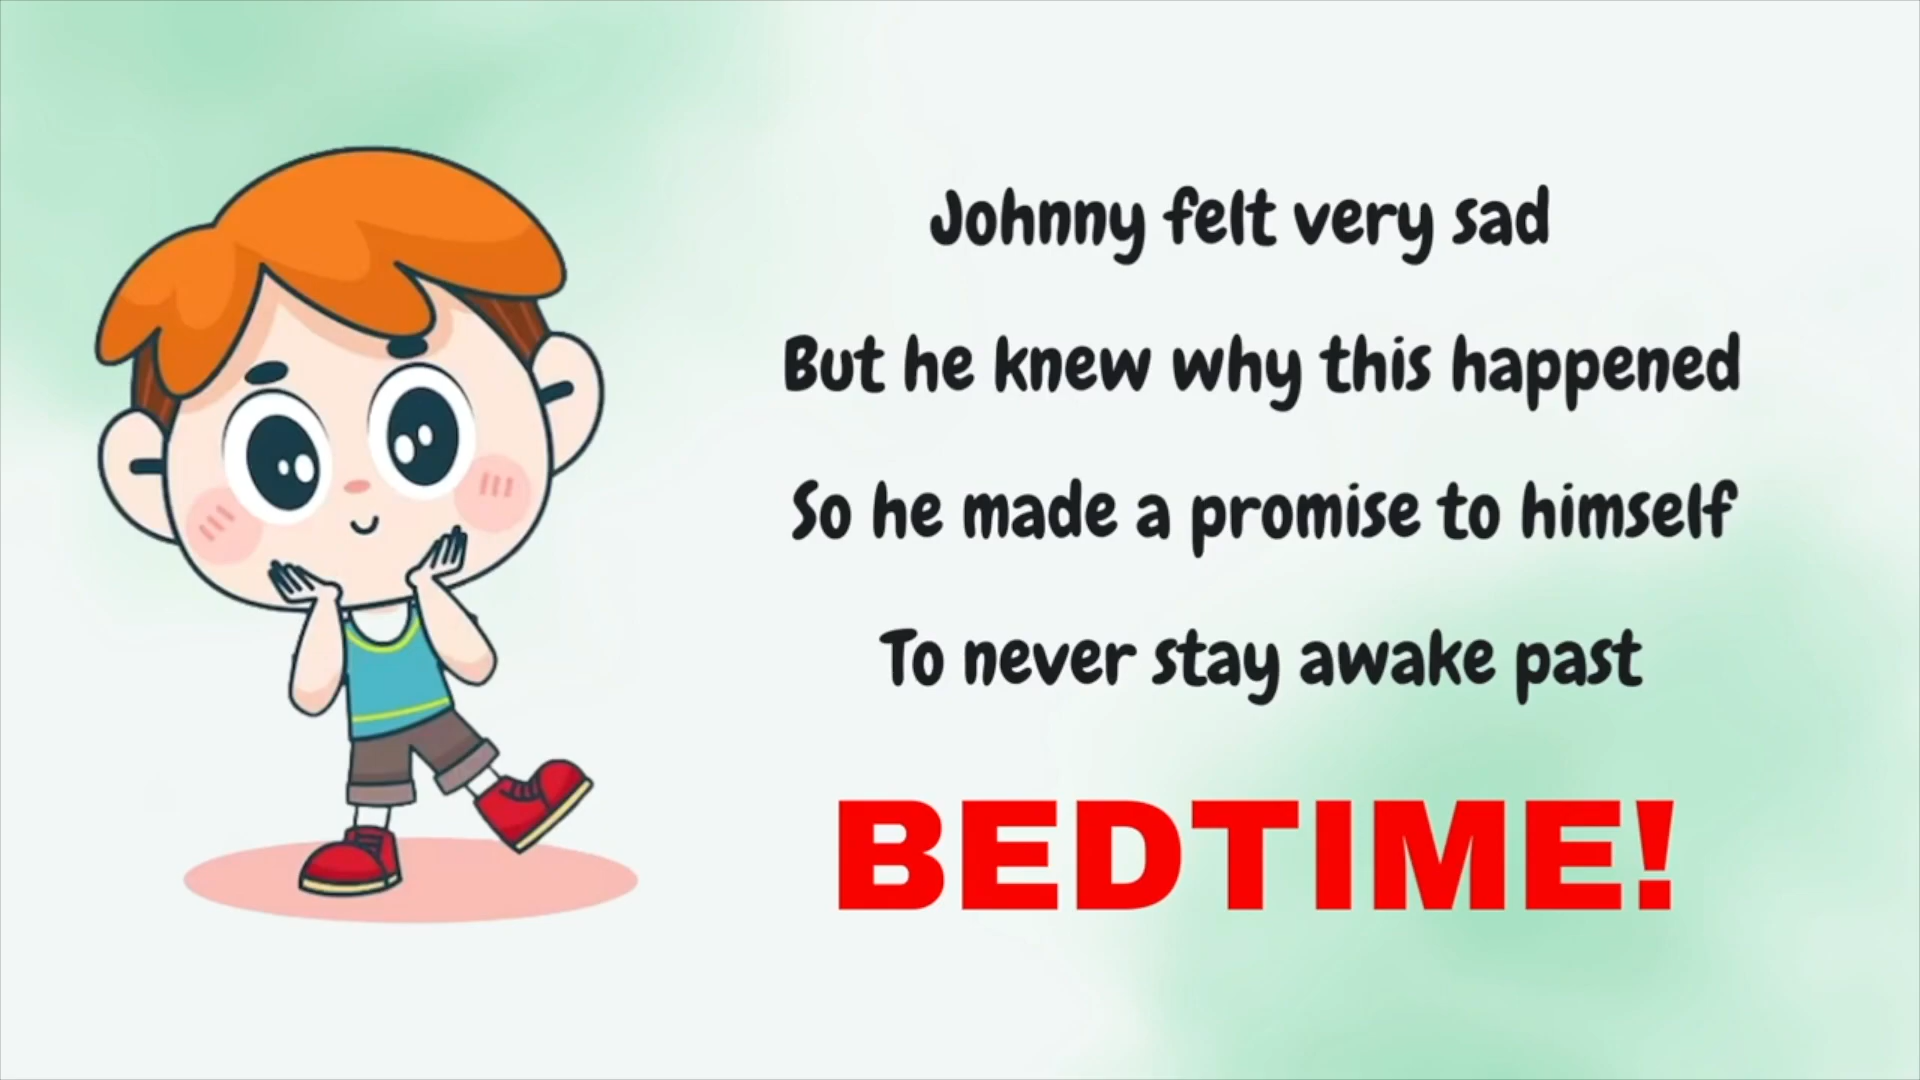 Johnny felt very sad
But he knew why this happened
So he made a promise to himself
To never stay awake past
BEDTIME!